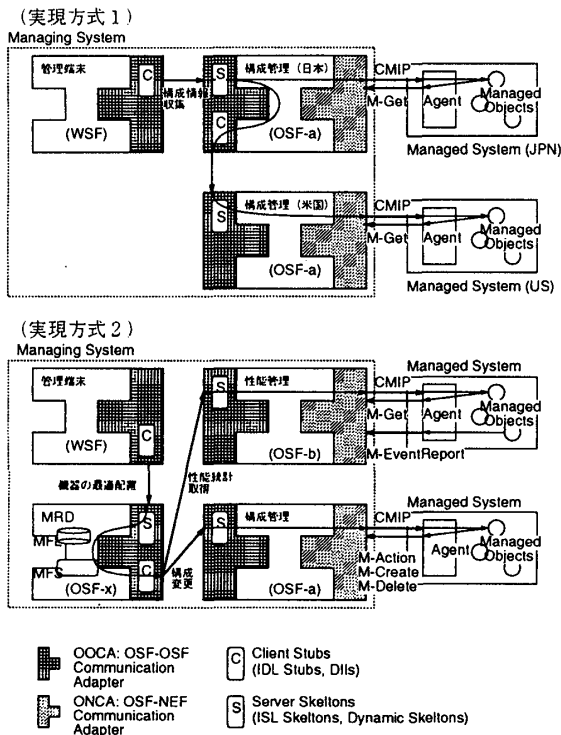 (実現方式1)
Managing System
管理端末
C
(WSF)
構成情報
収集
S
構成管理(日本)
C
(OSF-a)
CMIP
M-Get
Agent
Managed
Objects
Managed System (JPN)
S
構成管理(米国)
(OSF-a)
CMIP
M-Get
Agent
Managed
Objects
Managed System (US)
(実現方式2)
Managing System
管理端末
C
(WSF)
機器の最適配置
S
性能管理
(OSF-b)
性能統計
取得
CMIP
M-Get
M-EventReport
Managed System
Agent
Managed
Objects
MRD
MFE
MFS
(OSF-x)
S
C
構成
変更
S
構成管理
(OSF-a)
CMIP
M-Action
M-Create
M-Delete
Managed System
Agent
Managed
Objects
OOCA: OSF-OSF
Communication
Adapter
C
Client Stubs
(IDL Stubs, DIIs)
ONCA: OSF-NEF
Communication
Adapter
S
Server Skeltons
(ISL Skeltons, Dynamic Skeltons)